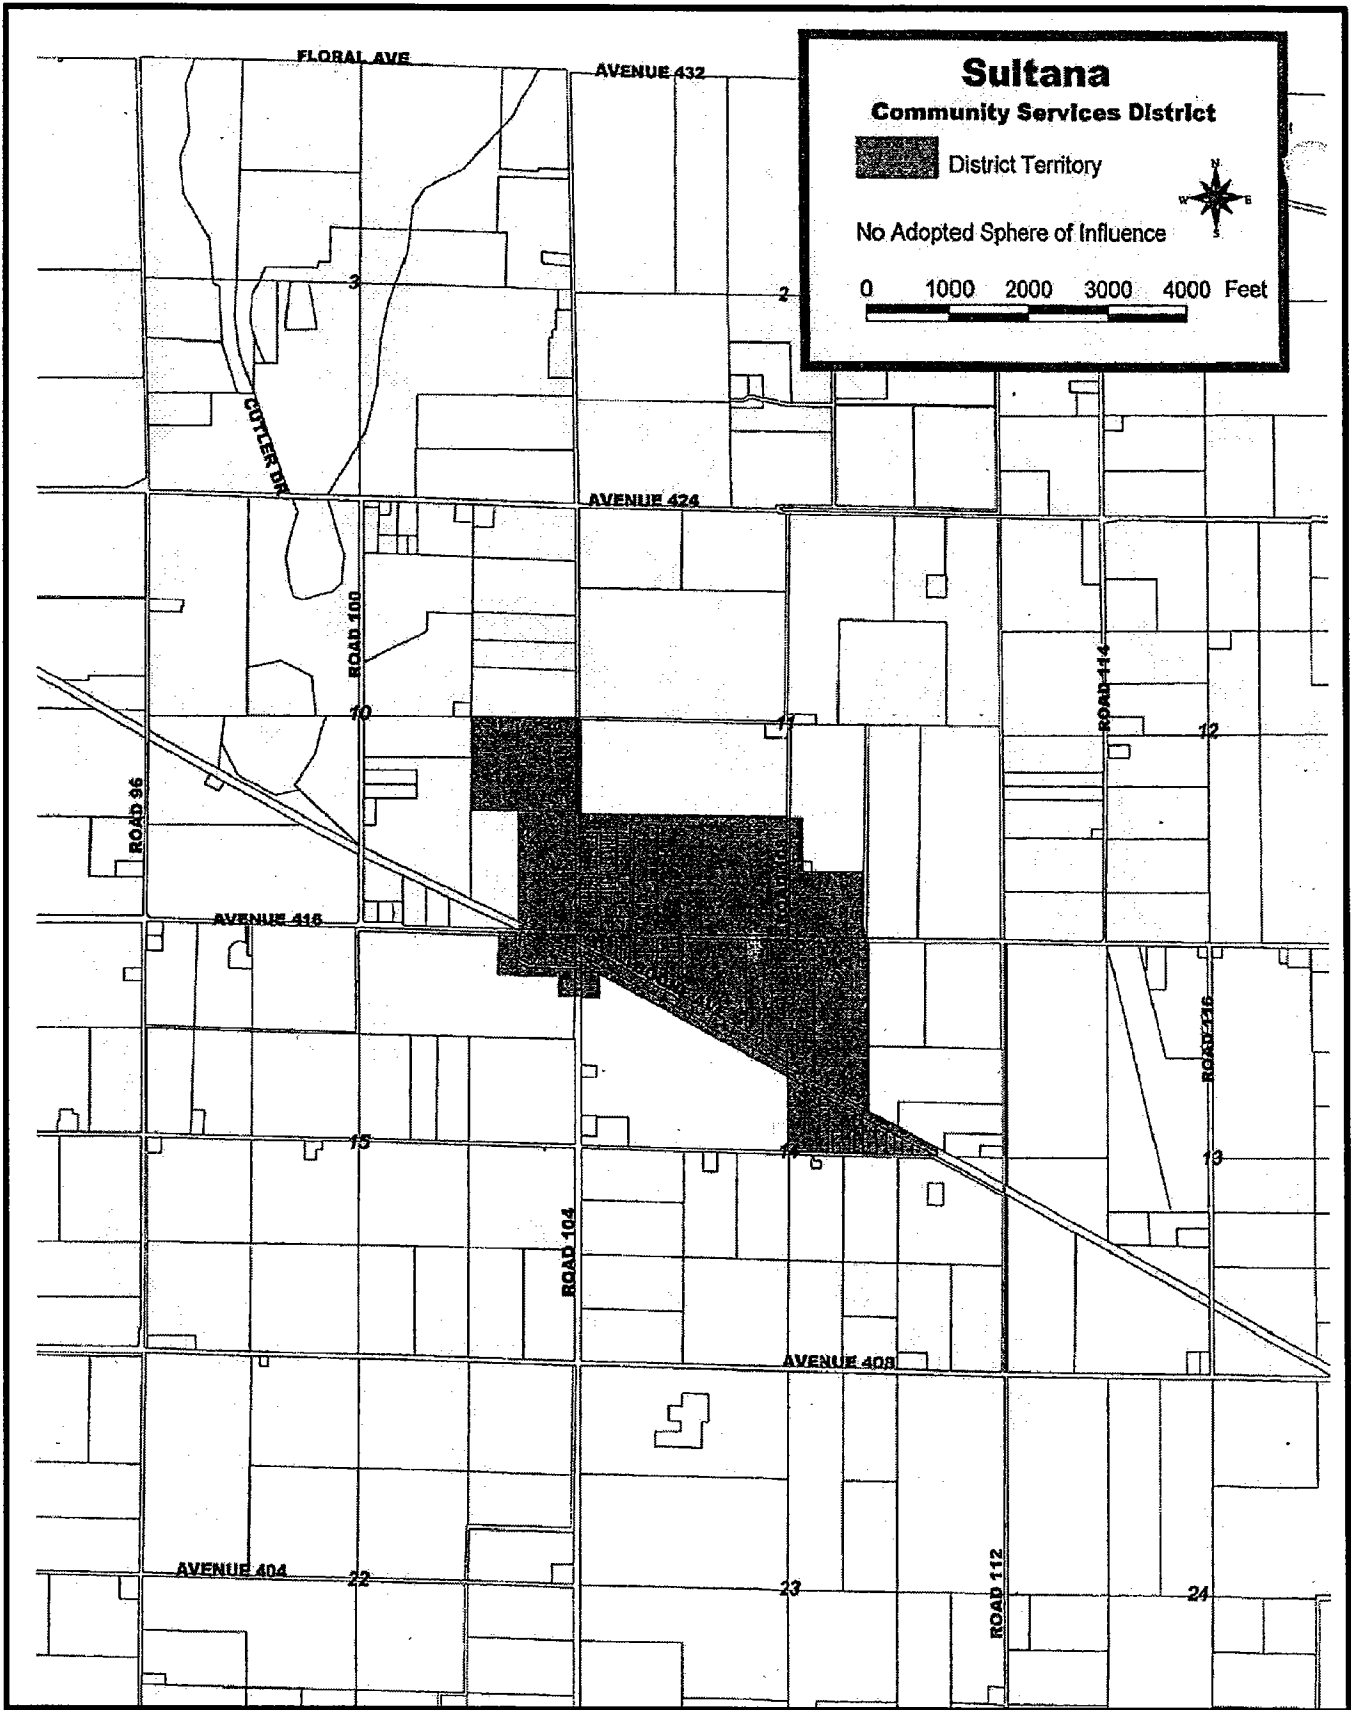 FLORAL AVE
AVENUE 432
Sultana
Community Services District
District Territory
N
W E
S
No Adopted Sphere of Influence
0 1000 2000 3000 4000 Feet
3
2
CUTLER DR
AVENUE 424
ROAD 100
ROAD 114
10
11
12
ROAD 96
AVENUE 416
ROAD 116
15
14
13
ROAD 104
AVENUE 408
AVENUE 404
22
23
24
ROAD 112